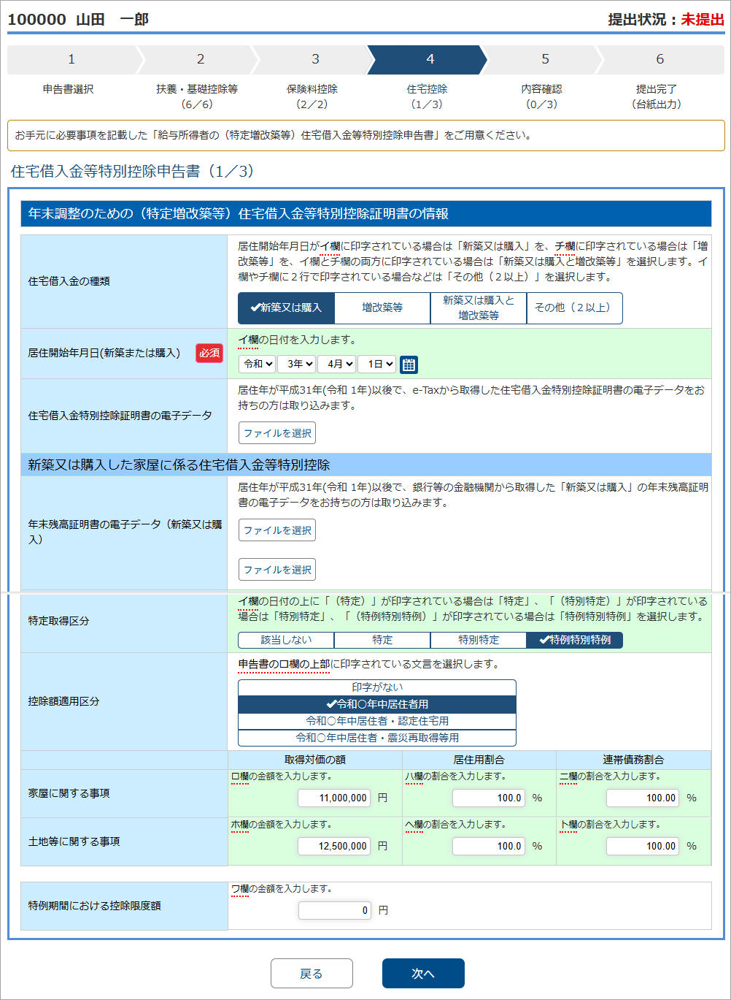 100000 山田　一郎
提出状況：未提出
1
2
3
4
5
6
申告書選択
扶養・基礎控除等
（6／6）
保険料控除
（2／2）
住宅控除
（1／3）
内容確認
（0／3）
提出完了
（台紙出力）
お手元に必要事項を記載した「給与所得者の（特定増改築等）住宅借入金等特別控除申告書」をご用意ください。
住宅借入金等特別控除申告書（1／3）
年末調整のための（特定増改築等）住宅借入金等特別控除証明書の情報
住宅借入金の種類
居住開始年月日がイ欄に印字されている場合は「新築又は購入」を、チ欄に印字されている場合は「増
改築等」を、イ欄とチ欄の両方に印字されている場合は「新築又は購入と増改築等」を選択します。イ
欄やチ欄に２行で印字されている場合などは「その他（２以上）」を選択します。
✔新築又は購入
増改築等
新築又は購入と
増改築等
その他（２以上）
居住開始年月日(新築または購入)
必須
イ欄の日付を入力します。
令和
3年
4月
1日
住宅借入金特別控除証明書の電子データ
居住年が平成31年(令和 1年)以後で、e-Taxから取得した住宅借入金特別控除証明書の電子データをお
持ちの方は取り込みます。
ファイルを選択
新築又は購入した家屋に係る住宅借入金等特別控除
年末残高証明書の電子データ（新築又は購
入）
居住年が平成31年(令和 1年)以後で、銀行等の金融機関から取得した「新築又は購入」の年末残高証明
書の電子データをお持ちの方は取り込みます。
ファイルを選択
ファイルを選択
特定取得区分
イ欄の日付の上に「（特定）」が印字されている場合は「特定」、「（特別特定）」が印字されている
場合は「特別特定」、「（特例特別特例）」が印字されている場合は「特例特別特例」を選択します。
該当しない
特定
特別特定
✔特例特別特例
控除額適用区分
申告書のロ欄の上部に印字されている文言を選択します。
印字がない
✔令和○年中居住者用
令和○年中居住者・認定住宅用
令和○年中居住者・震災再取得等用
取得対価の額
居住用割合
連帯債務割合
家屋に関する事項
ロ欄の金額を入力します。
11,000,000 円
ハ欄の割合を入力します。
100.0 %
ニ欄の割合を入力します。
100.00 %
土地等に関する事項
ホ欄の金額を入力します。
12,500,000 円
ヘ欄の割合を入力します。
100.0 %
ト欄の割合を入力します。
100.00 %
特例期間における控除限度額
ワ欄の金額を入力します。
0 円
戻る
次へ